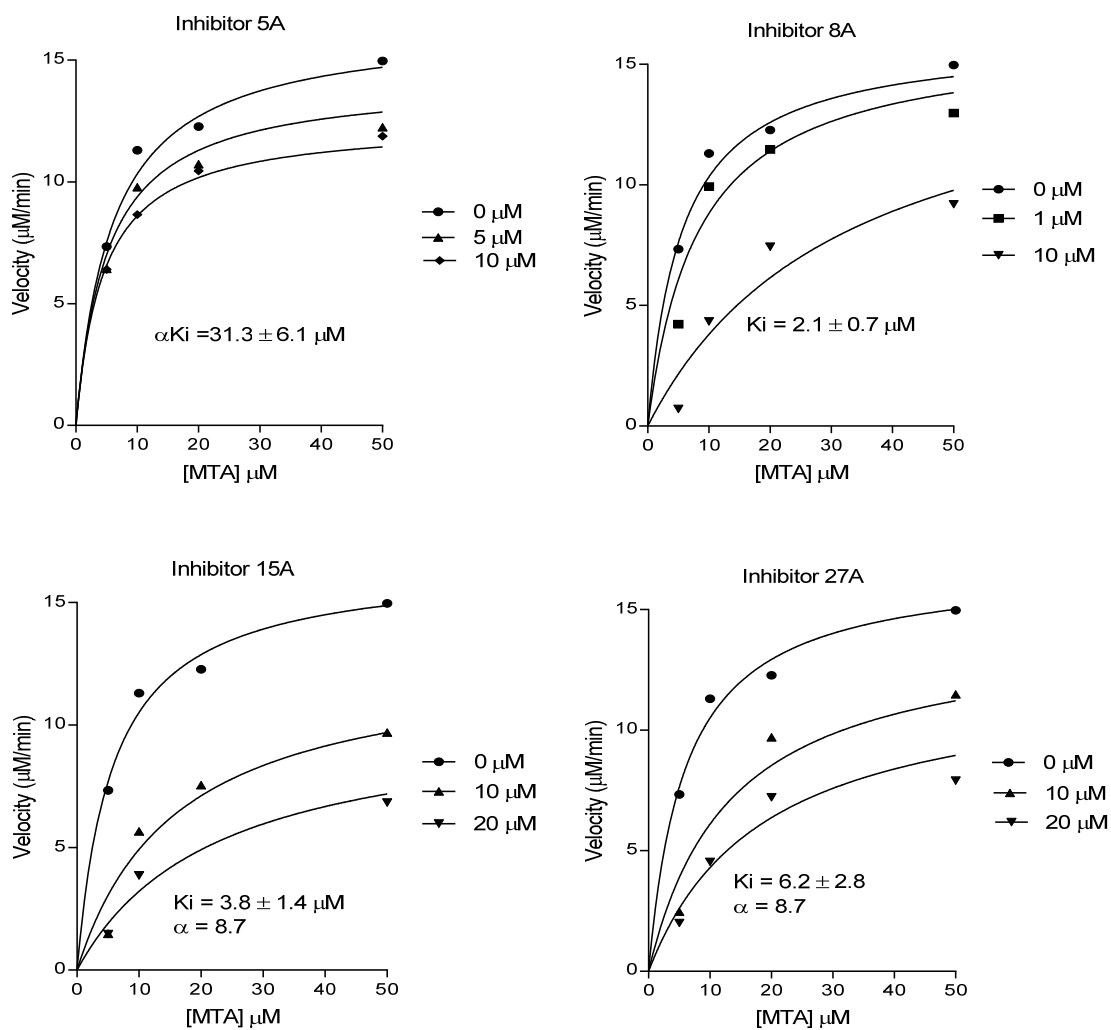 Inhibitor 5A
15
10
5
0
Velocity (µM/min)
0 10 20 30 40 50
[MTA] µM
0 µM
5 µM
10 µM
αKi =31.3 ± 6.1 µM
Inhibitor 8A
15
10
5
0
Velocity (µM/min)
0 10 20 30 40 50
[MTA] µM
0 µM
1 µM
10 µM
Ki = 2.1 ± 0.7 µM
Inhibitor 15A
15
10
5
0
Velocity (µM/min)
0 10 20 30 40 50
[MTA] µM
0 µM
10 µM
20 µM
Ki = 3.8 ± 1.4 µM
α = 8.7
Inhibitor 27A
15
10
5
0
Velocity (µM/min)
0 10 20 30 40 50
[MTA] µM
0 µM
10 µM
20 µM
Ki = 6.2 ± 2.8
α = 8.7